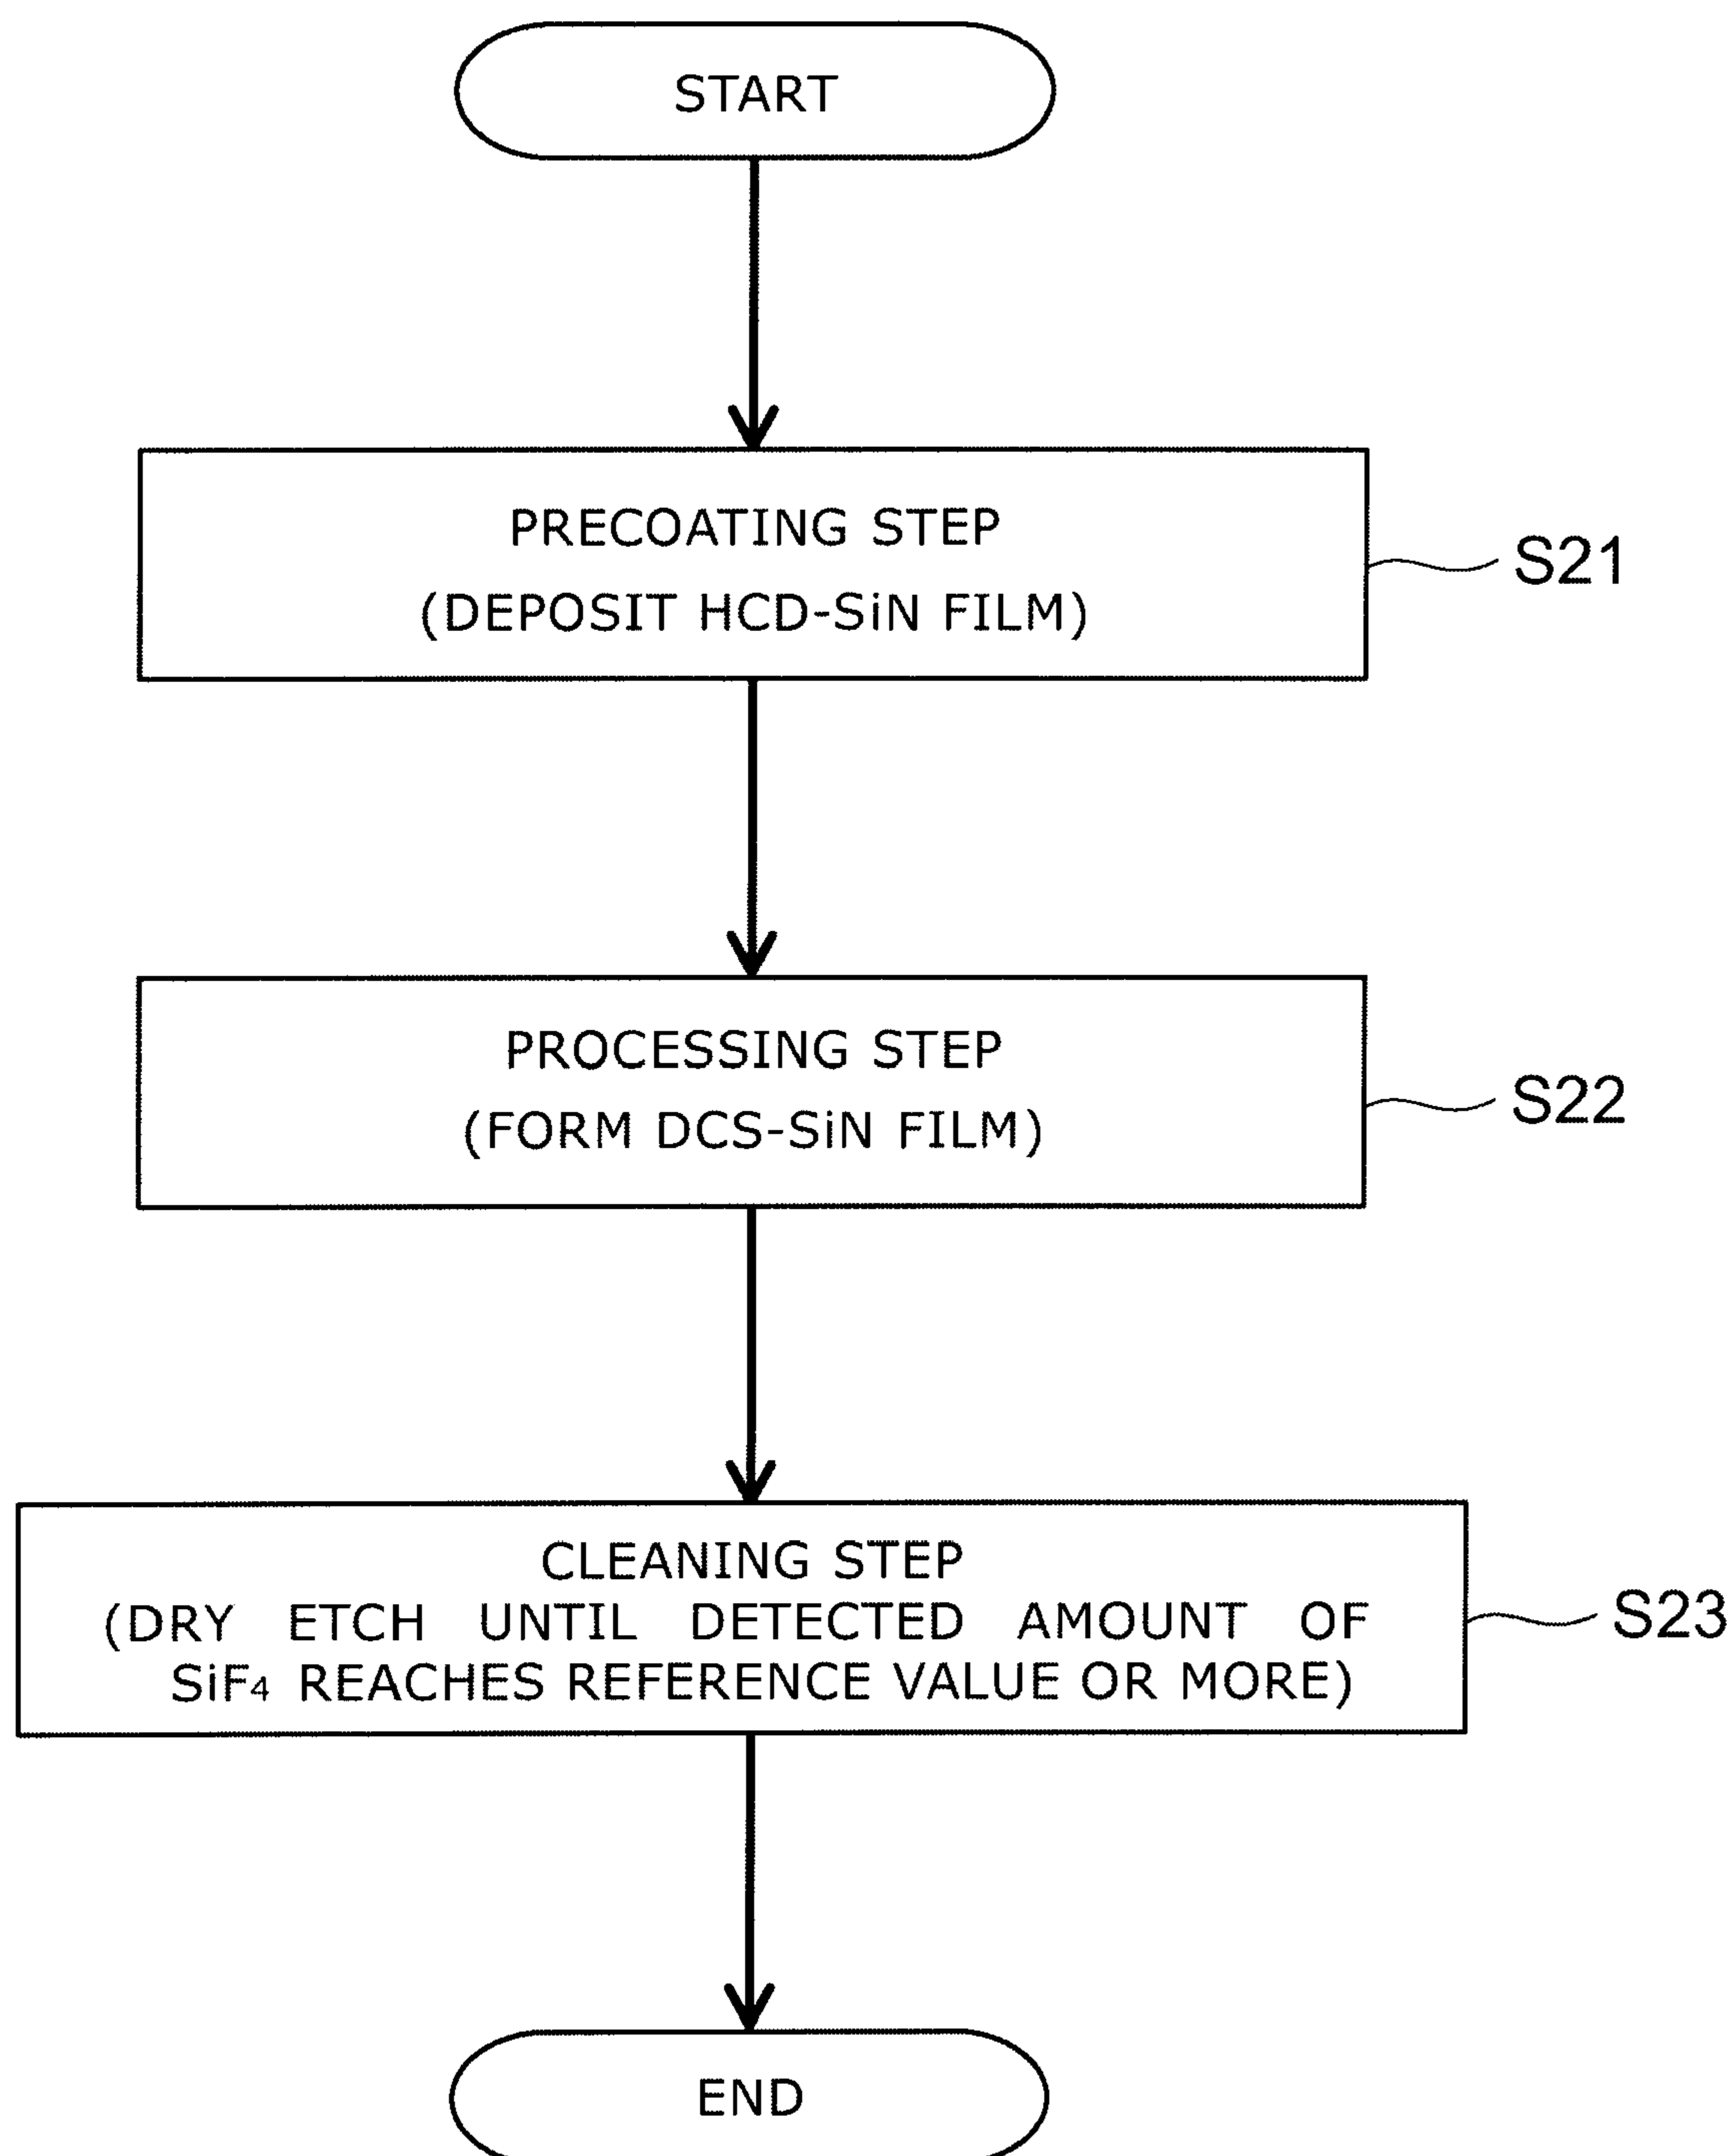 START
PRECOATING STEP
(DEPOSIT HCD-SiN FILM)
S21
PROCESSING STEP
(FORM DCS-SiN FILM)
S22
CLEANING STEP
(DRY ETCH UNTIL DETECTED AMOUNT OF
SiF₄ REACHES REFERENCE VALUE OR MORE)
S23
END